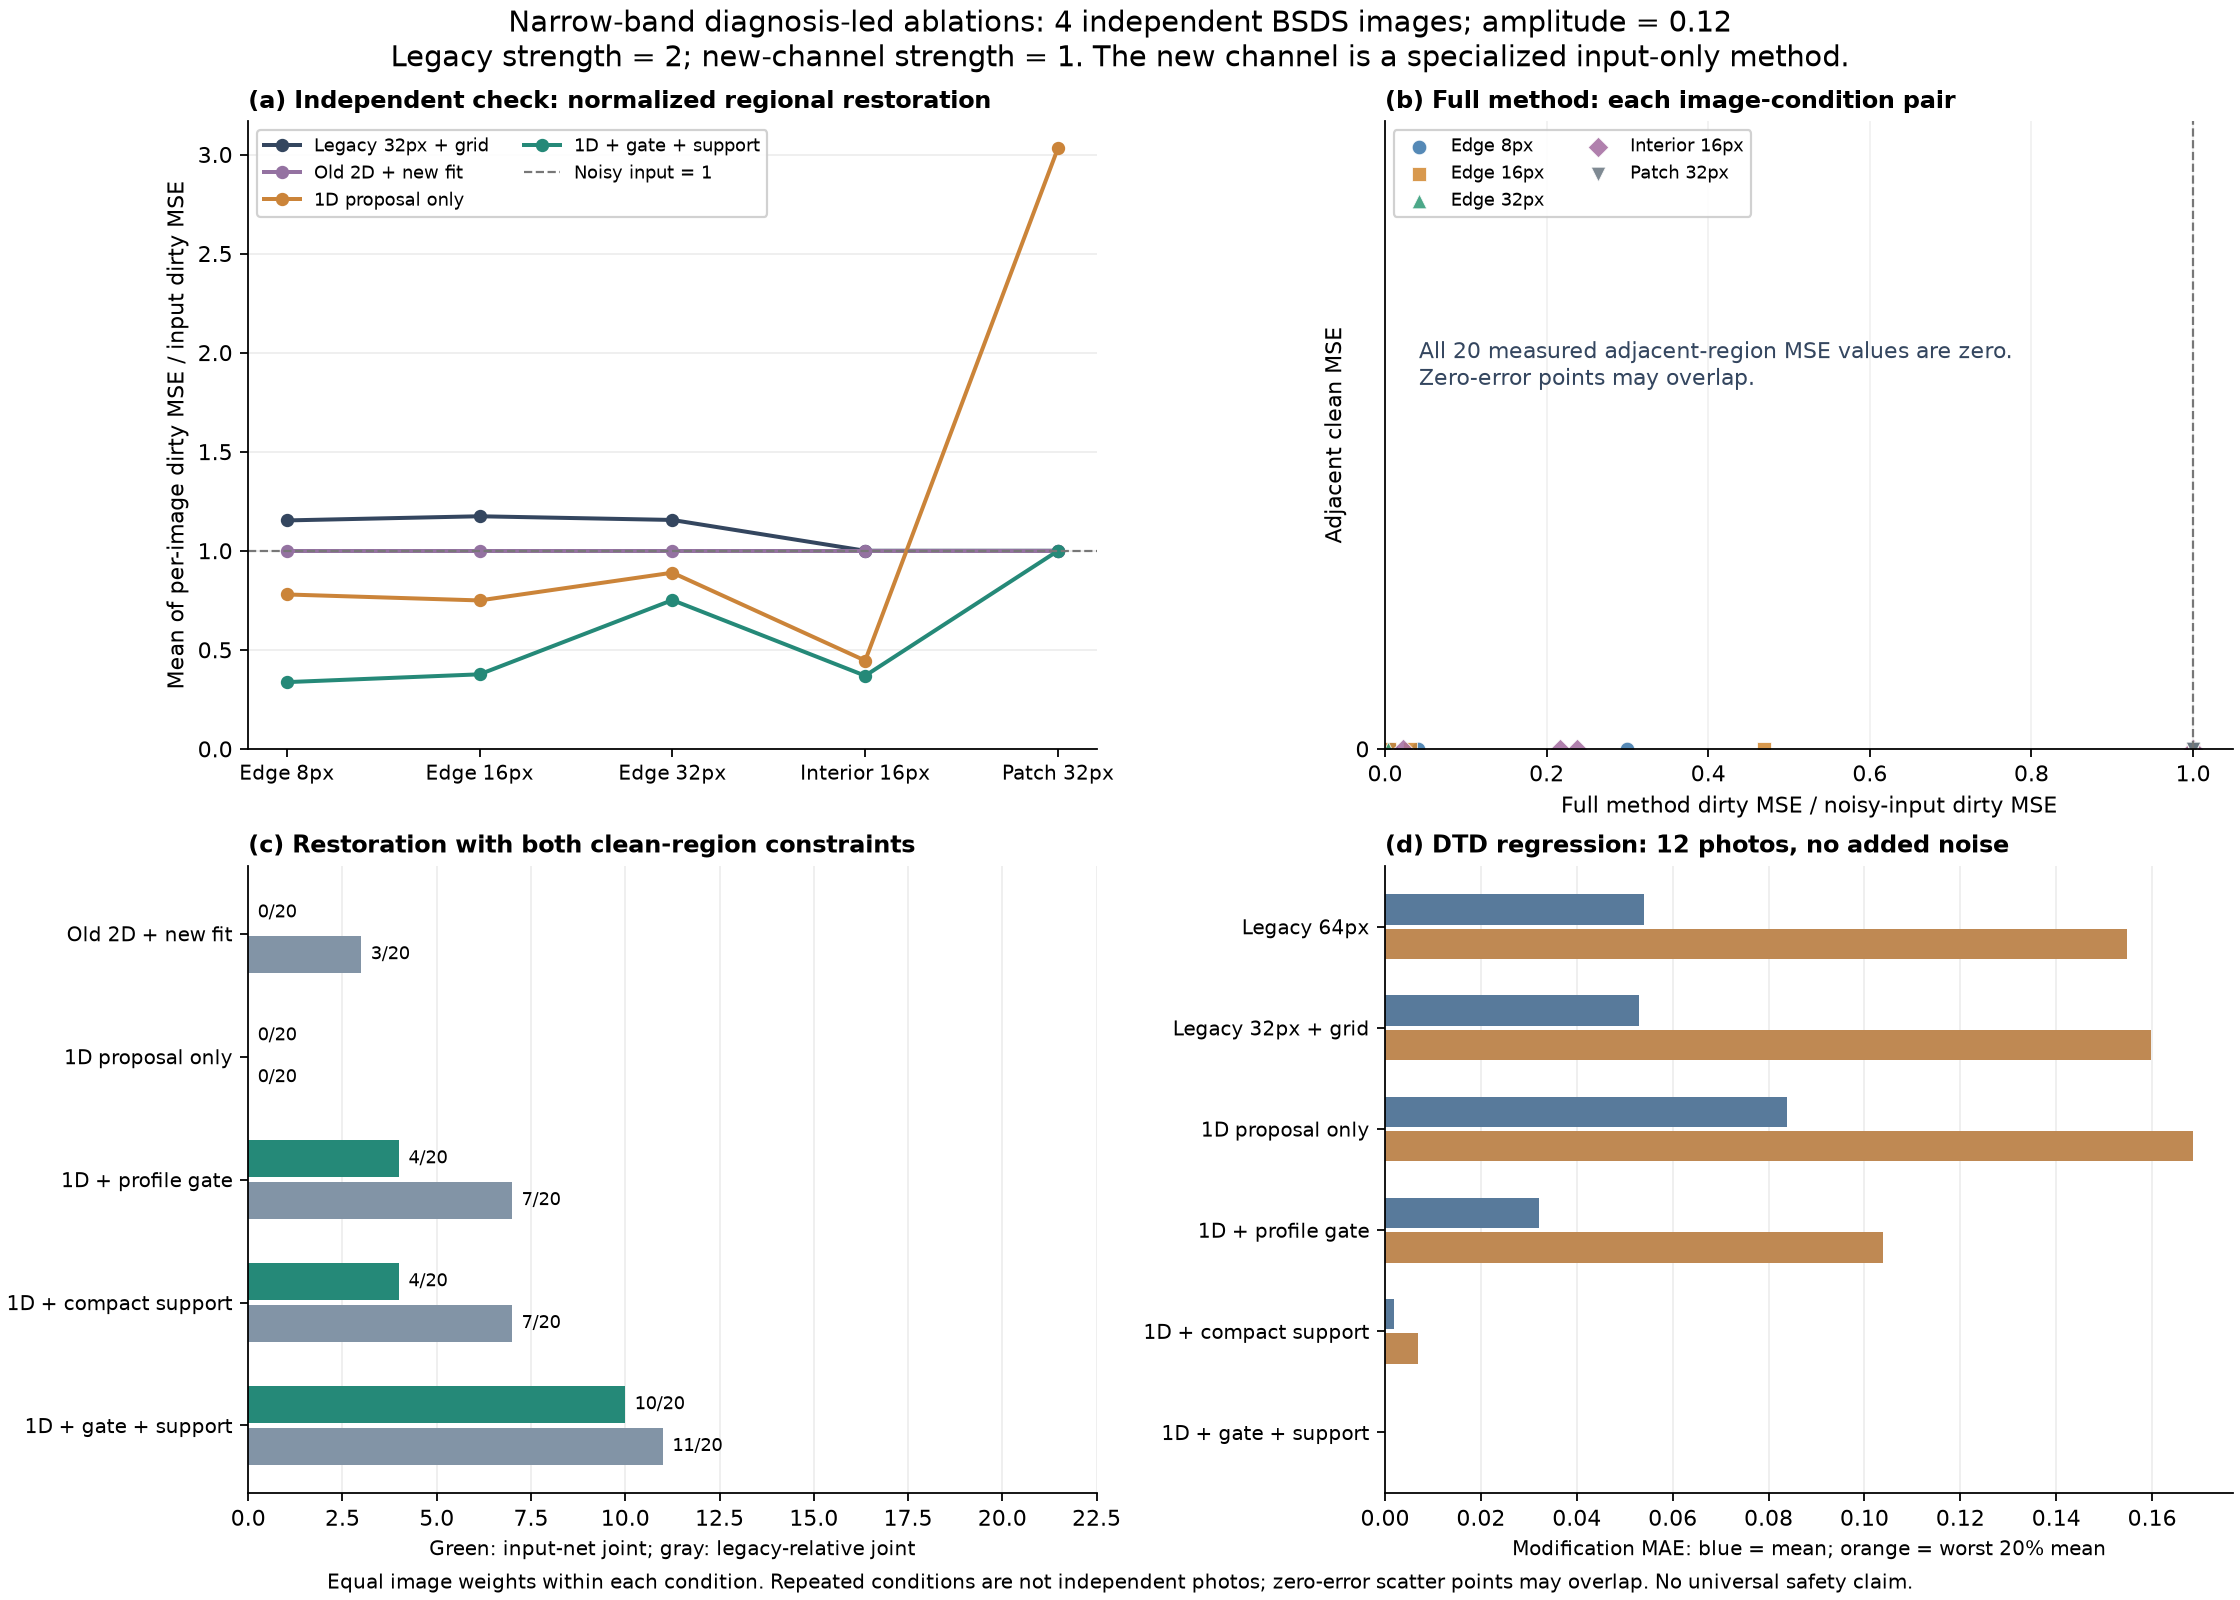 Narrow-band diagnosis-led ablations: 4 independent BSDS images; amplitude = 0.12
Legacy strength = 2; new-channel strength = 1. The new channel is a specialized input-only method.
(a) Independent check: normalized regional restoration
Legacy 32px + grid
Old 2D + new fit
1D proposal only
1D + gate + support
Noisy input = 1
Mean of per-image dirty MSE / input dirty MSE
3.0
2.5
2.0
1.5
1.0
0.5
0.0
Edge 8px
Edge 16px
Edge 32px
Interior 16px
Patch 32px
(b) Full method: each image-condition pair
Edge 8px
Edge 16px
Edge 32px
Interior 16px
Patch 32px
All 20 measured adjacent-region MSE values are zero.
Zero-error points may overlap.
Adjacent clean MSE
0
0.0
0.2
0.4
0.6
0.8
1.0
Full method dirty MSE / noisy-input dirty MSE
(c) Restoration with both clean-region constraints
Old 2D + new fit
0/20
3/20
1D proposal only
0/20
0/20
1D + profile gate
4/20
7/20
1D + compact support
4/20
7/20
1D + gate + support
10/20
11/20
0.0
2.5
5.0
7.5
10.0
12.5
15.0
17.5
20.0
22.5
Green: input-net joint; gray: legacy-relative joint
(d) DTD regression: 12 photos, no added noise
Legacy 64px
Legacy 32px + grid
1D proposal only
1D + profile gate
1D + compact support
1D + gate + support
0.00
0.02
0.04
0.06
0.08
0.10
0.12
0.14
0.16
Modification MAE: blue = mean; orange = worst 20% mean
Equal image weights within each condition. Repeated conditions are not independent photos; zero-error scatter points may overlap. No universal safety claim.